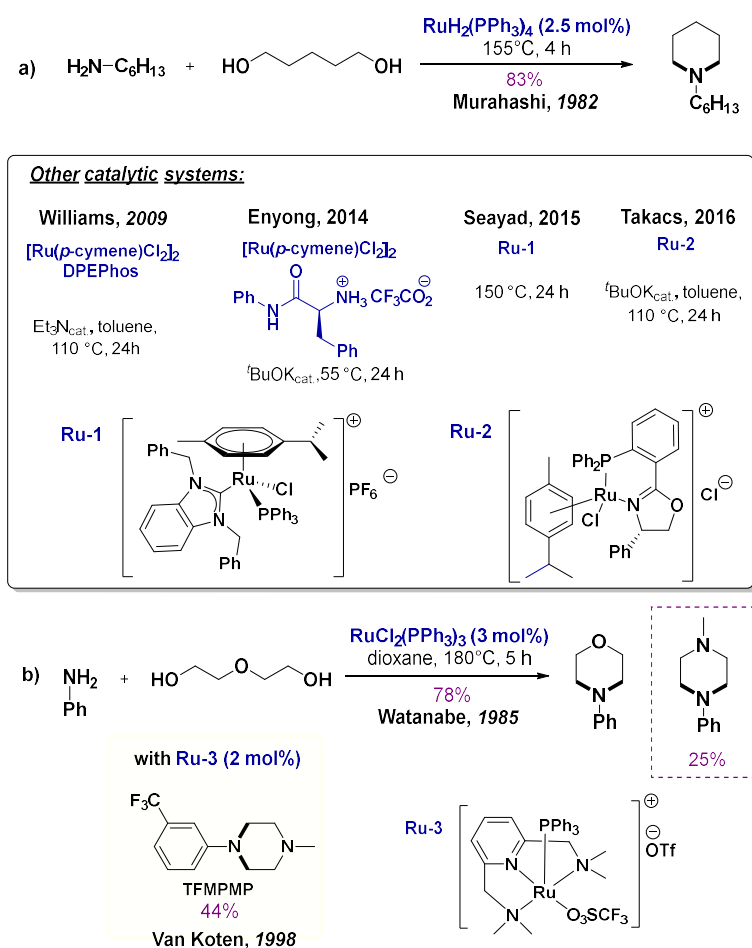 a)
H₂N–C₆H₁₃
+
HO
OH
RuH₂(PPh₃)₄ (2.5 mol%)
155°C, 4 h
83%
Murahashi, 1982
N
C₆H₁₃
Other catalytic systems:
Williams, 2009
[Ru(p-cymene)Cl₂]₂
DPEPhos
Et₃Ncat., toluene,
110 °C, 24h
Enyong, 2014
[Ru(p-cymene)Cl₂]₂
O
Ph
N
H
⊕
NH₃
CF₃CO₂
⊖
Ph
ᵗBuOKcat.,55 °C, 24 h
Seayad, 2015
Ru-1
150 °C, 24 h
Takacs, 2016
Ru-2
ᵗBuOKcat., toluene,
110 °C, 24 h
Ru-1
Ph
N
N
Ru
Cl
PPh₃
Ph
⊕
PF₆ ⊖
Ru-2
Ph₂P
Ru
Cl
N
O
Ph
⊕
Cl⊖
b)
NH₂
Ph
+
HO
O
OH
RuCl₂(PPh₃)₃ (3 mol%)
dioxane, 180°C, 5 h
78%
Watanabe, 1985
O
N
Ph
N
N
Ph
25%
with Ru-3 (2 mol%)
F₃C
N
N
TFMPMP
44%
Van Koten, 1998
Ru-3
PPh₃
N
N
Ru
N
O₃SCF₃
⊕
⊖
OTf